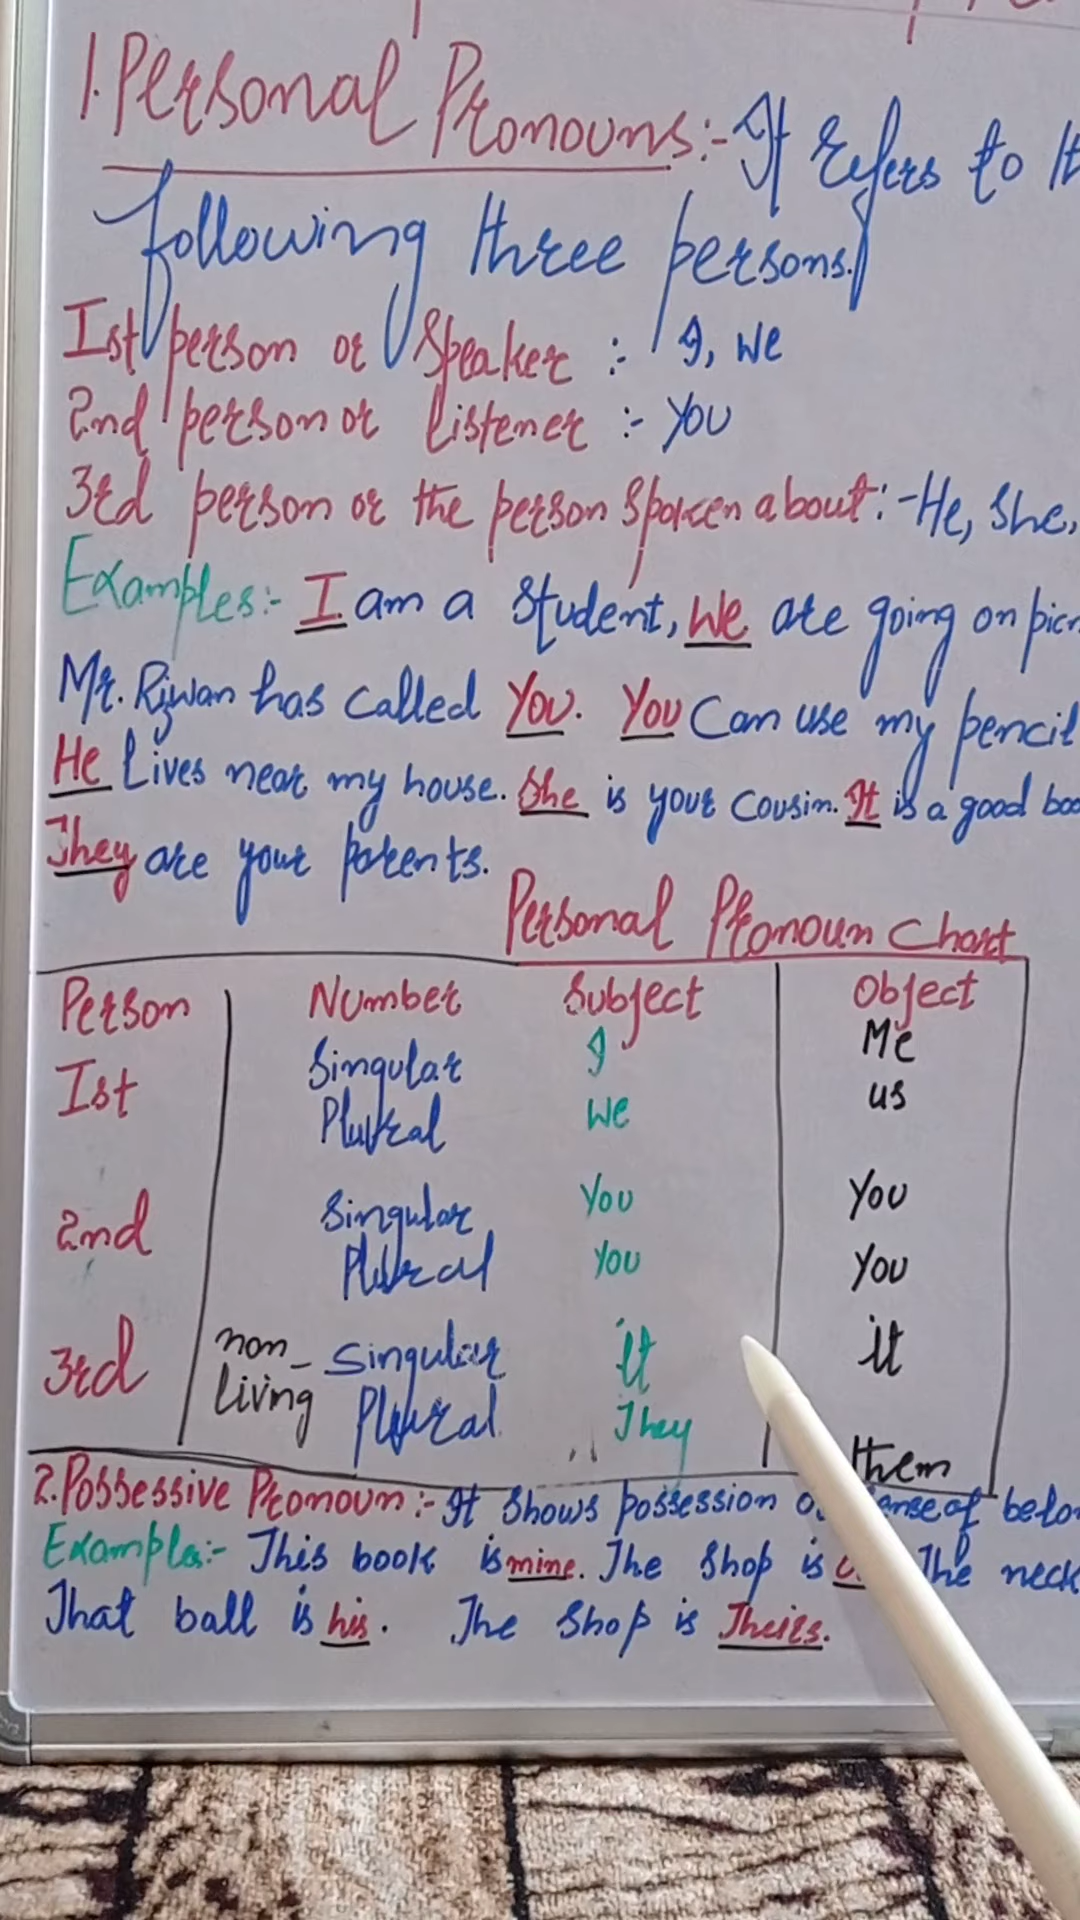 1. Personal Pronouns:- It refers to
following three persons.
Ist person or Speaker :- I, we
2nd person or listener :- you
3rd person or the person spoken about:- He, She,
Examples:- I am a student, We are going on
Mr. Rizwan has called You. You can use my pencil
He lives near my house. She is your cousin. It is a good
They are your parents.
Personal Pronoun Chart
Person Number Subject Object
Ist Singular I Me
Plural we us
2nd Singular you you
Plural you you
3rd non-living Singular it it
Plural They them
2. Possessive Pronoun:- It shows possession of
Examples:- This book is mine. The shop is The
That ball is his. The shop is Theirs.